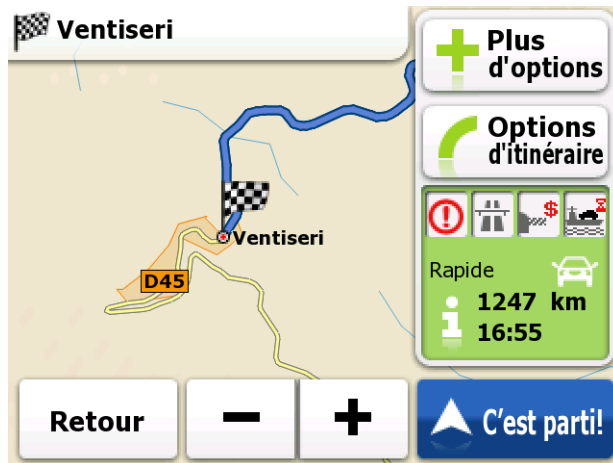 Ventiseri
Plus
d'options
Options
d'itinéraire
$
Rapide
1247 km
16:55
Ventiseri
D45
Retour
C'est parti!